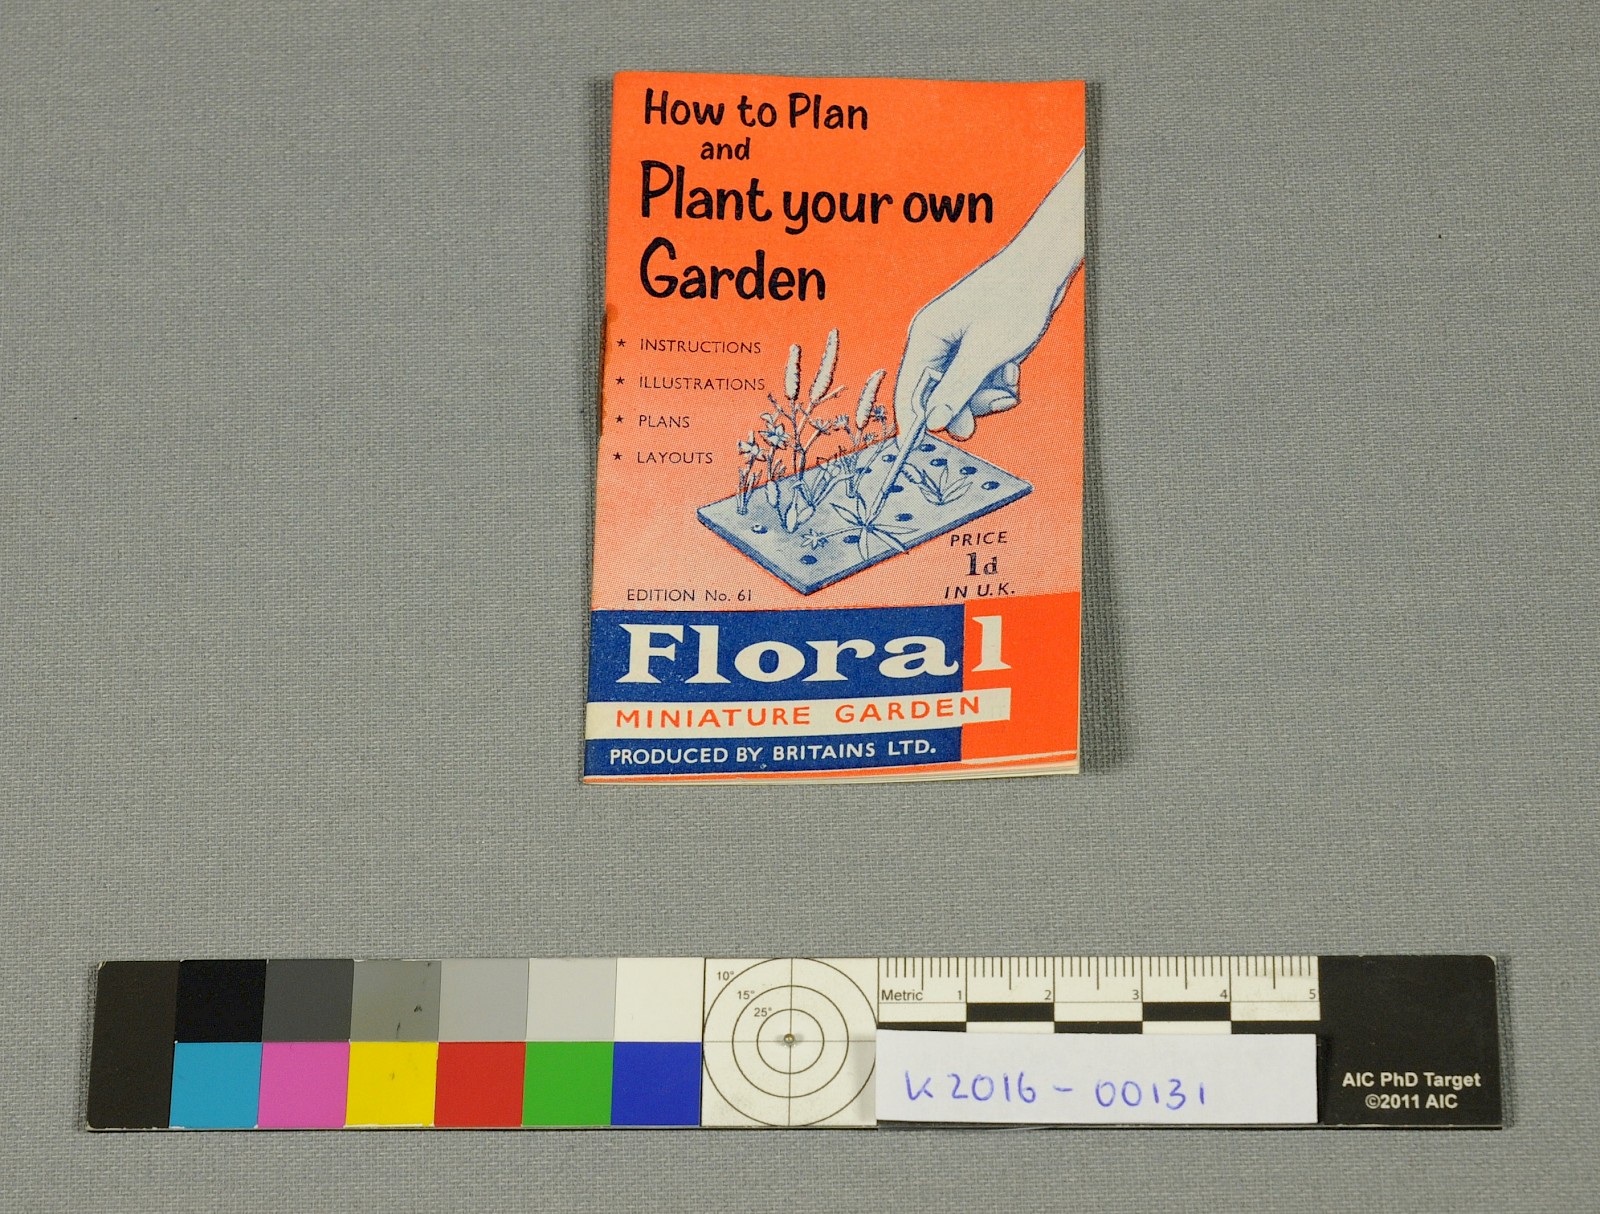 How to Plan
and
Plant your own
Garden
★ INSTRUCTIONS
★ ILLUSTRATIONS
★ PLANS
★ LAYOUTS
PRICE
1d
IN U.K.
EDITION No. 61
Floral
MINIATURE GARDEN
PRODUCED BY BRITAINS LTD.
10°
15°
25°
Metric 1 2 3 4 5
K2016-00131
AIC PhD Target
©2011 AIC